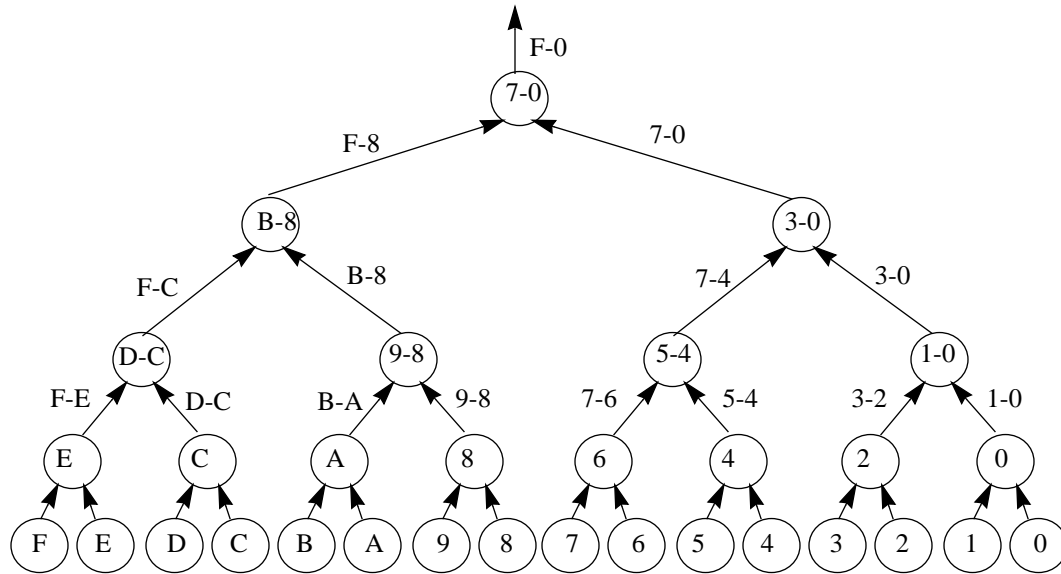 F-0
7-0
F-8 7-0
B-8 3-0
F-C B-8 7-4 3-0
D-C 9-8 5-4 1-0
F-E D-C B-A 9-8 7-6 5-4 3-2 1-0
E C A 8 6 4 2 0
F E D C B A 9 8 7 6 5 4 3 2 1 0